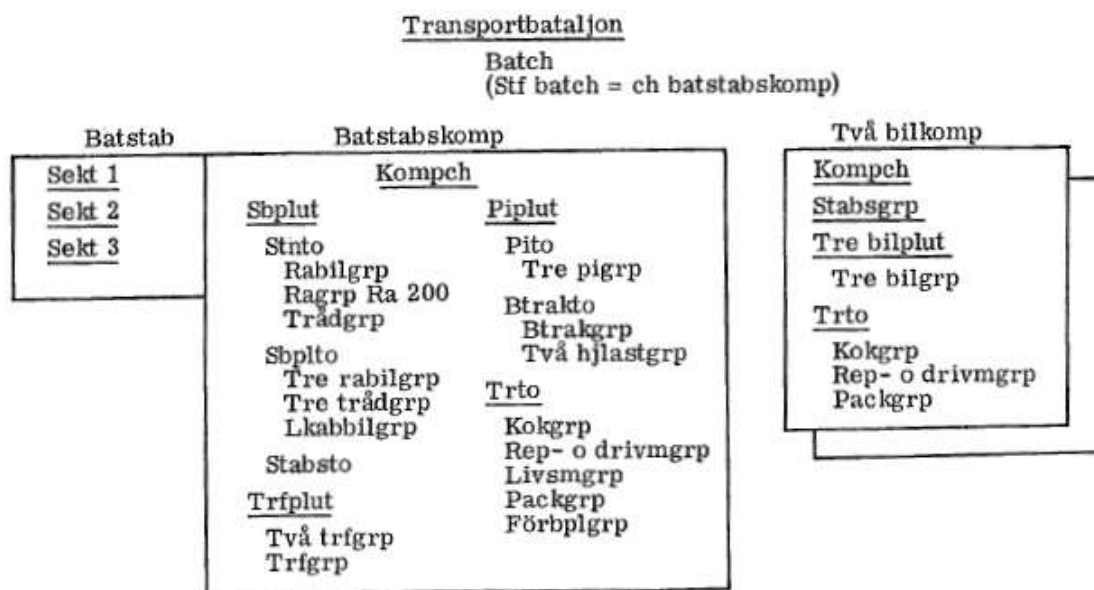 Transportbataljon
Batch
(Stf batch = ch batstabskomp)
Batstab
Sekt 1
Sekt 2
Sekt 3
Batstabskomp
Kompch
Sbplut
Stnto
Rabilgrp
Ragrp Ra 200
Trådgrp
Sbplto
Tre rabilgrp
Tre trådgrp
Lkabbilgrp
Stabsto
Trfplut
Två trfgrp
Trfgrp
Piplut
Pito
Tre pigrp
Btrakto
Btrakgrp
Två hjlastgrp
Trto
Kokgrp
Rep- o drivmgrp
Livsmgrp
Packgrp
Förbplgrp
Två bilkomp
Kompch
Stabsgrp
Tre bilplut
Tre bilgrp
Trto
Kokgrp
Rep- o drivmgrp
Packgrp